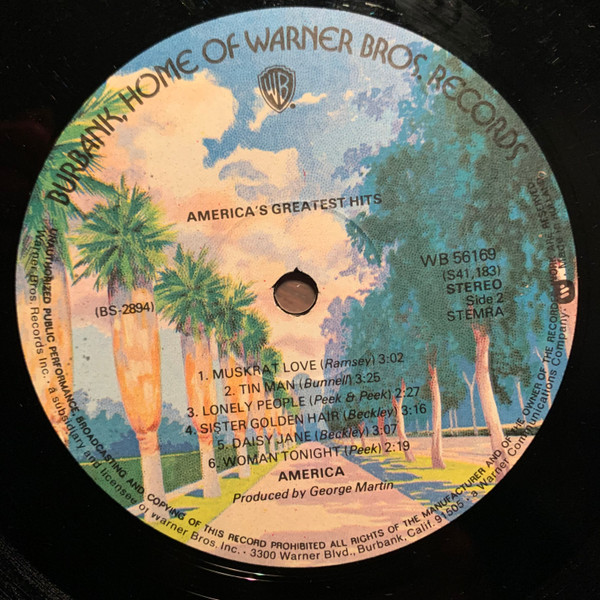 BURBANK, HOME OF WARNER BROS. RECORDS
WB
AMERICA'S GREATEST HITS
WB 56169
(S41,183)
STEREO
Side 2
STEMRA
(BS-2894)
1. MUSKRAT LOVE (Ramsey) 3:02
2. TIN MAN (Bunnell) 3:25
3. LONELY PEOPLE (Peek & Peek) 2:27
4. SISTER GOLDEN HAIR (Beckley) 3:16
5. DAISY JANE (Beckley) 3:07
6. WOMAN TONIGHT (Peek) 2:19
AMERICA
Produced by George Martin
UNAUTHORIZED PUBLIC PERFORMANCE, BROADCASTING AND COPYING OF THIS RECORD PROHIBITED ALL RIGHTS OF THE MANUFACTURER AND OF THE OWNER OF THE RECORDED
Warner Bros. Records Inc. · a subsidiary and licensee of Warner Bros. Inc. · 3300 Warner Blvd., Burbank, Calif. 91505 · a Warner Communications Company.